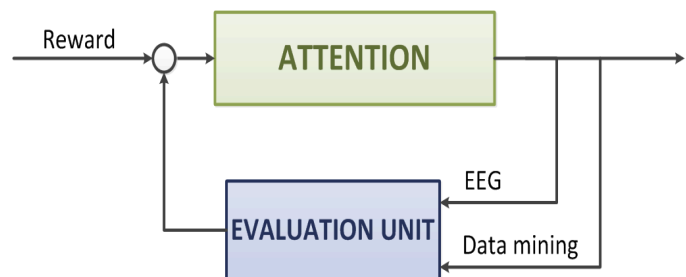 Reward
ATTENTION
EEG
EVALUATION UNIT
Data mining